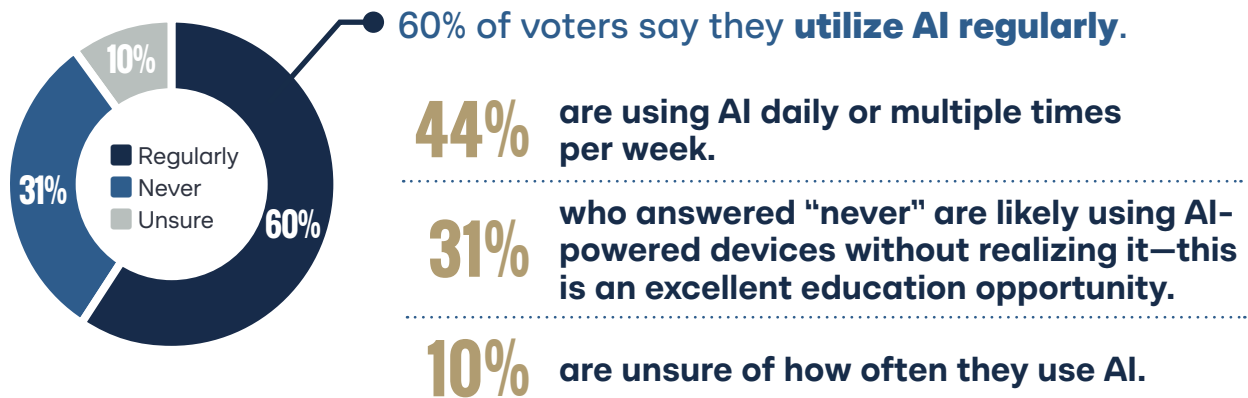 60% of voters say they utilize AI regularly.
10%
31%
60%
Regularly
Never
Unsure
44%
are using AI daily or multiple times
per week.
31%
who answered “never” are likely using AI-
powered devices without realizing it—this
is an excellent education opportunity.
10%
are unsure of how often they use AI.